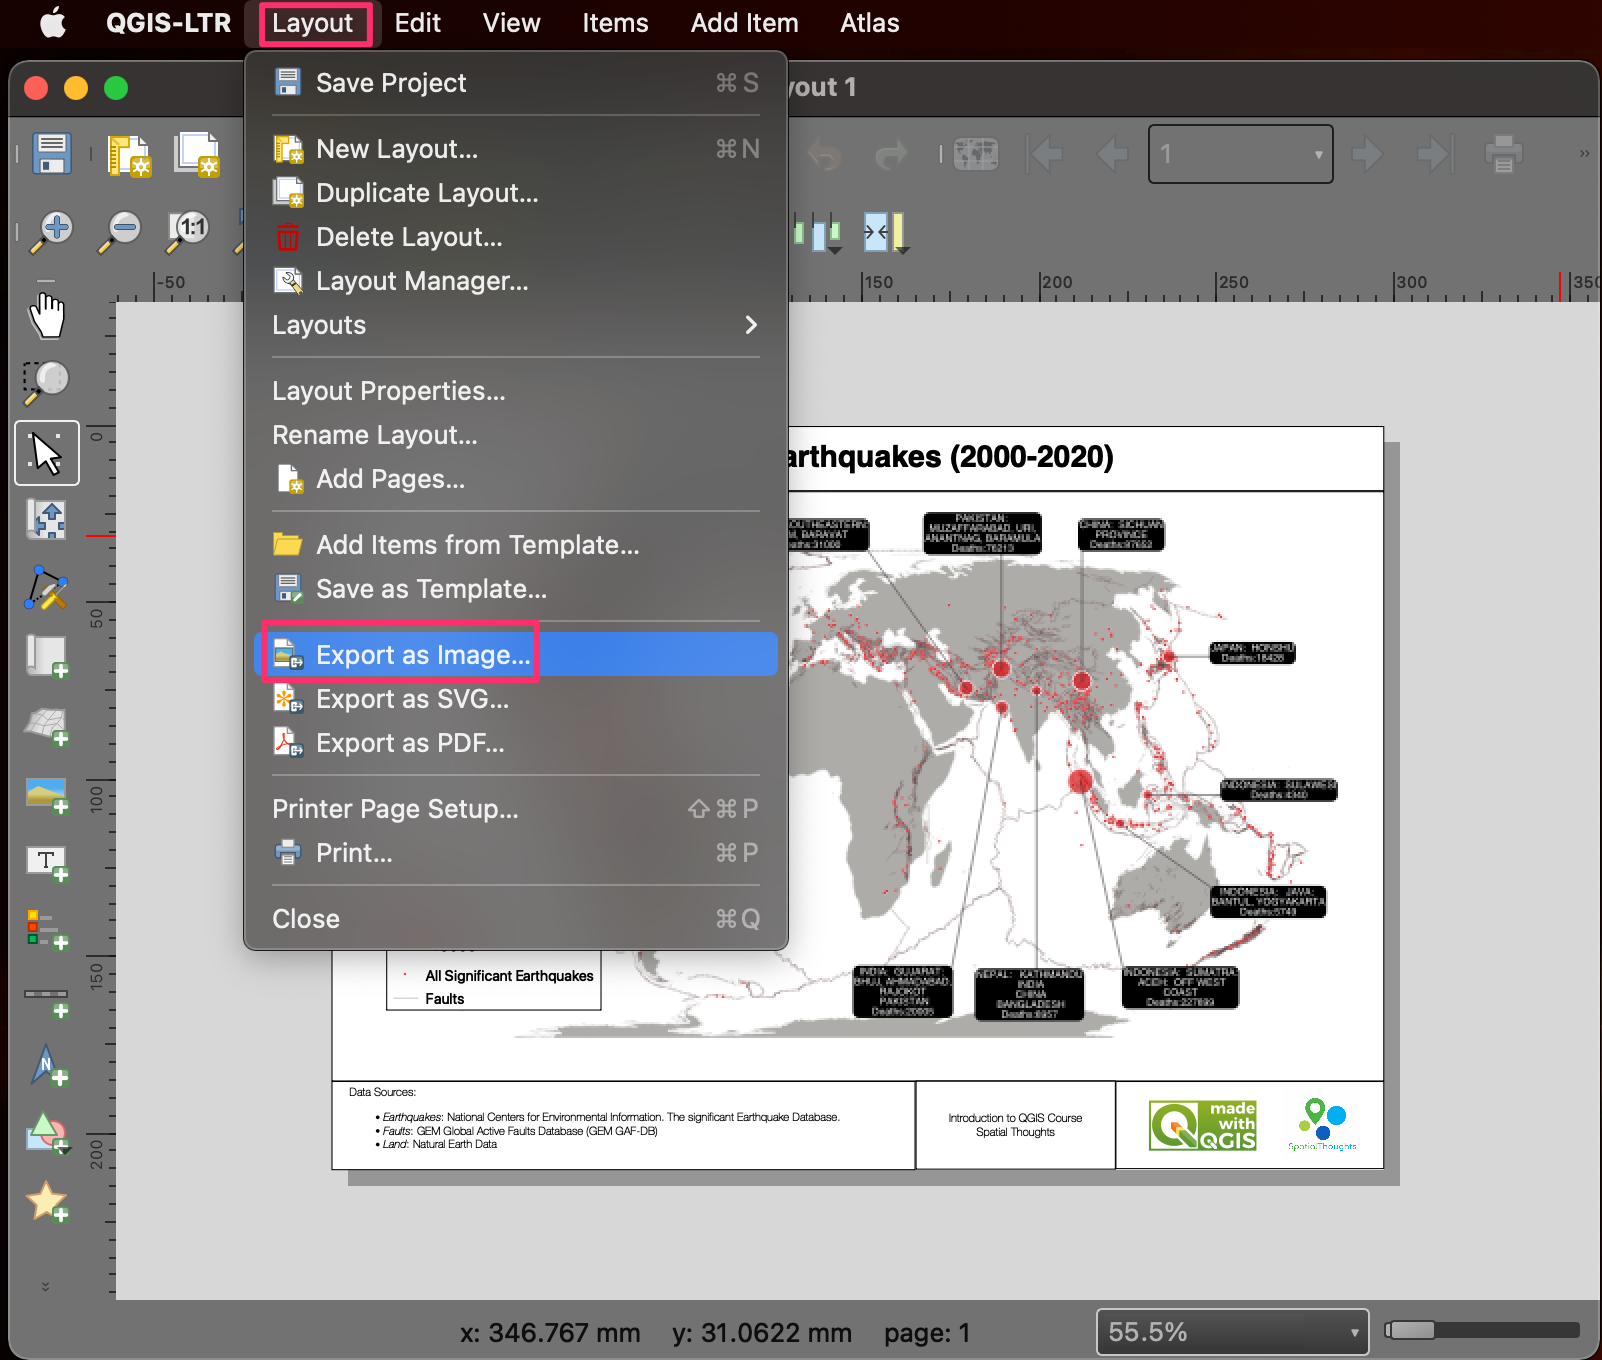 QGIS-LTR Layout Edit View Items Add Item Atlas
yout 1
Save Project ⌘ S
New Layout... ⌘ N
Duplicate Layout...
Delete Layout...
Layout Manager...
Layouts
Layout Properties...
Rename Layout...
Add Pages...
Add Items from Template...
Save as Template...
Export as Image...
Export as SVG...
Export as PDF...
Printer Page Setup... ⇧ ⌘ P
Print... ⌘ P
Close ⌘ Q
1
1:1
-50 150 200 250 300 350
0
50
100
150
200
T
N
arthquakes (2000-2020)
PAKISTAN:
MUZAFFARABAD, URI,
ANANTNAG, BARAMULA
Deaths:76213
CHINA: SICHUAN
PROVINCE
Deaths:87652
JAPAN: HONSHU
Deaths:18428
INDONESIA: SULAWESI
Deaths:4340
INDONESIA: JAVA:
BANTUL, YOGYAKARTA
Deaths:5749
INDIA: GUJARAT:
BHUJ, AHMADABAD,
RAJOKOT
PAKISTAN
Deaths:20005
NEPAL: KATHMANDU
INDIA
CHINA
BANGLADESH
Deaths:8957
INDONESIA: SUMATRA:
ACEH: OFF WEST
COAST
Deaths:227899
All Significant Earthquakes
Faults
Data Sources:
• Earthquakes: National Centers for Environmental Information. The significant Earthquake Database.
• Faults: GEM Global Active Faults Database (GEM GAF-DB)
• Land: Natural Earth Data
Introduction to QGIS Course
Spatial Thoughts
made
with
QGIS
SpatialThoughts
x: 346.767 mm y: 31.0622 mm page: 1
55.5%